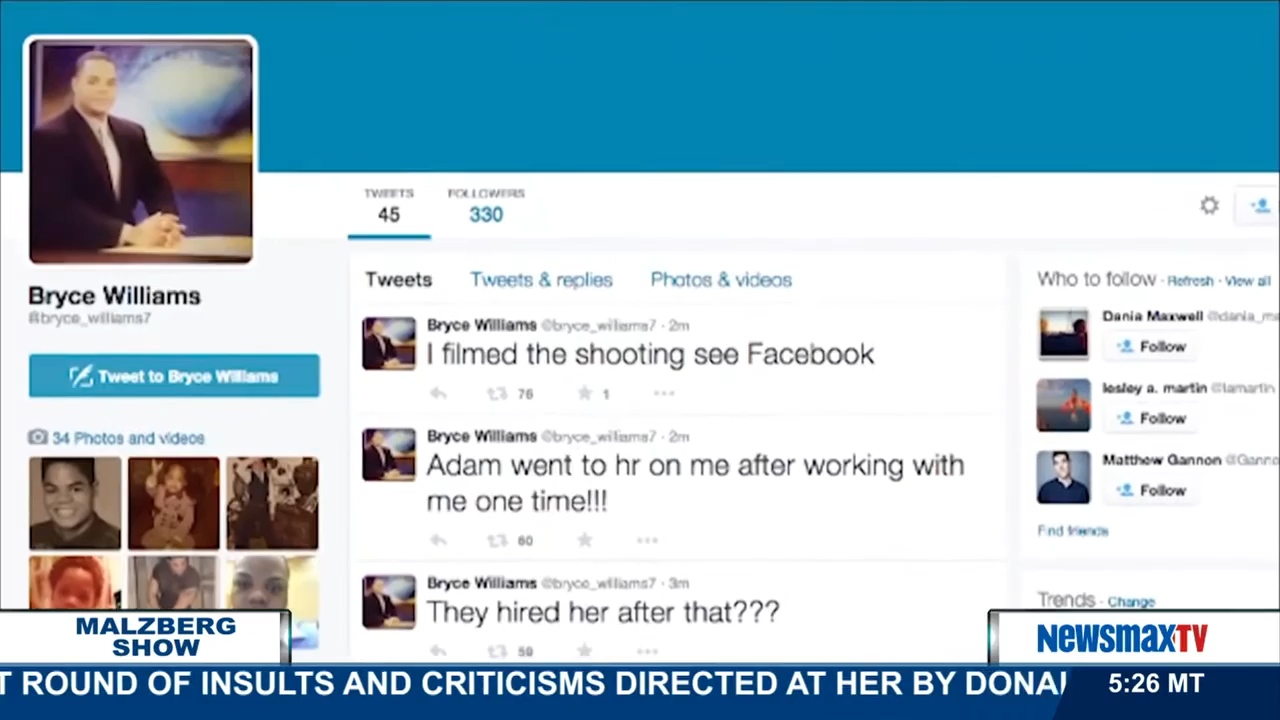 TWEETS
45
FOLLOWERS
330
Bryce Williams
@bryce_williams7
Tweet to Bryce Williams
34 Photos and videos
Tweets
Tweets & replies
Photos & videos
Bryce Williams @bryce_williams7 · 2m
I filmed the shooting see Facebook
76
1
Bryce Williams @bryce_williams7 · 2m
Adam went to hr on me after working with
me one time!!!
60
Bryce Williams @bryce_williams7 · 3m
They hired her after that???
59
Who to follow · Refresh · View all
Dania Maxwell @dania_m
Follow
lesley a. martin @lamartin
Follow
Matthew Gannon @Ganno
Follow
Find friends
Trends · Change
MALZBERG
SHOW
NEWSMAXTV
T ROUND OF INSULTS AND CRITICISMS DIRECTED AT HER BY DONA
5:26 MT